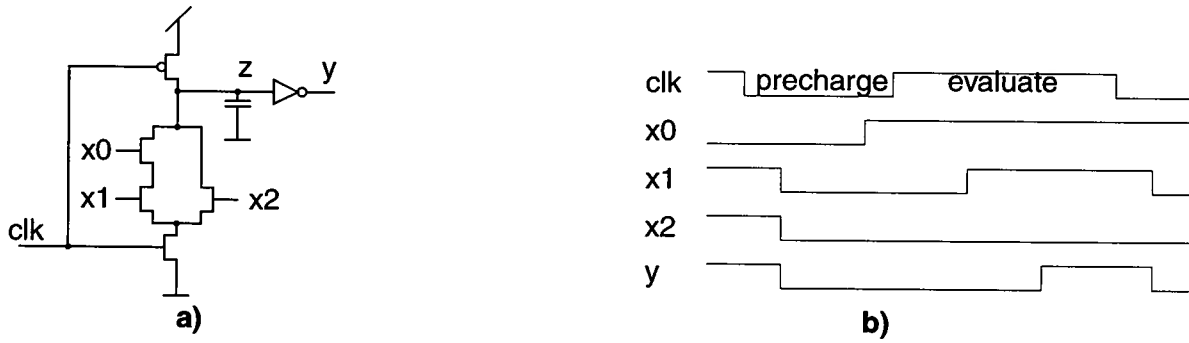 z y
x0
x1 x2
clk
a)
clk precharge evaluate
x0
x1
x2
y
b)